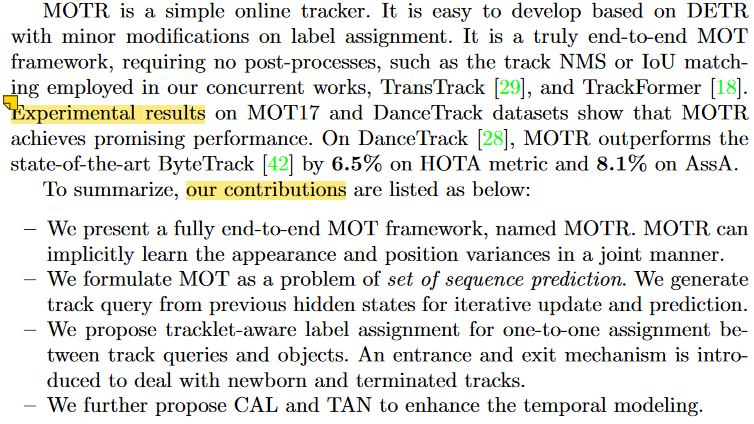 MOTR is a simple online tracker. It is easy to develop based on DETR
with minor modifications on label assignment. It is a truly end-to-end MOT
framework, requiring no post-processes, such as the track NMS or IoU match-
ing employed in our concurrent works, TransTrack [29], and TrackFormer [18].
Experimental results on MOT17 and DanceTrack datasets show that MOTR
achieves promising performance. On DanceTrack [28], MOTR outperforms the
state-of-the-art ByteTrack [42] by 6.5% on HOTA metric and 8.1% on AssA.
To summarize, our contributions are listed as below:
– We present a fully end-to-end MOT framework, named MOTR. MOTR can
implicitly learn the appearance and position variances in a joint manner.
– We formulate MOT as a problem of set of sequence prediction. We generate
track query from previous hidden states for iterative update and prediction.
– We propose tracklet-aware label assignment for one-to-one assignment be-
tween track queries and objects. An entrance and exit mechanism is intro-
duced to deal with newborn and terminated tracks.
– We further propose CAL and TAN to enhance the temporal modeling.